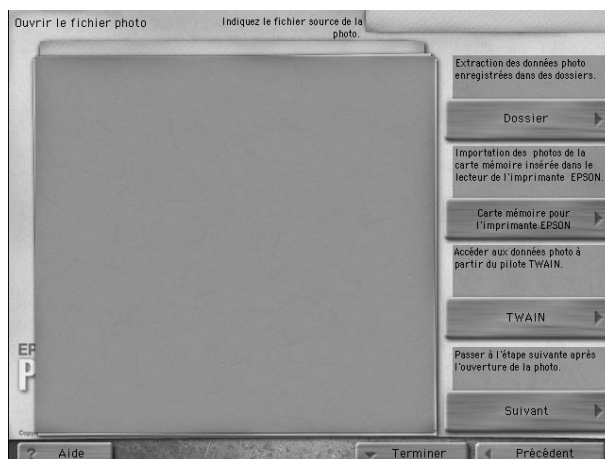 Ouvrir le fichier photo
Indiquez le fichier source de la
photo.
Extraction des données photo
enregistrées dans des dossiers.
Dossier
Importation des photos de la
carte mémoire insérée dans le
lecteur de l'imprimante EPSON.
Carte mémoire pour
l'imprimante EPSON
Accéder aux données photo à
partir du pilote TWAIN.
TWAIN
Passer à l'étape suivante après
l'ouverture de la photo.
Suivant
? Aide
Terminer
Précédent